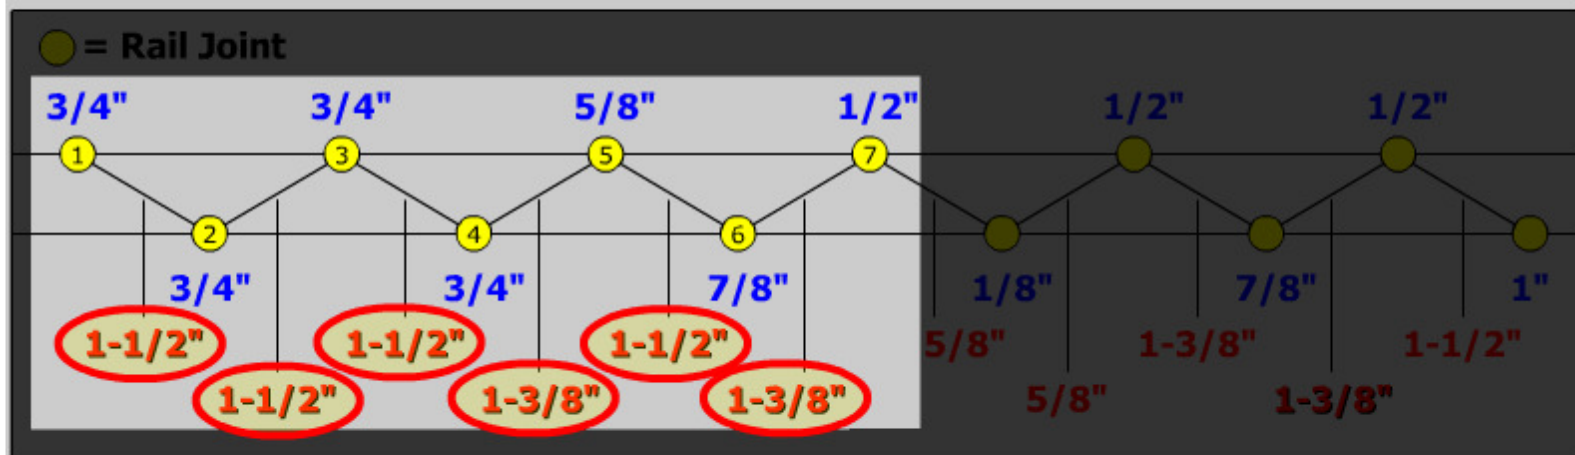 = Rail Joint
3/4" 3/4" 5/8" 1/2" 1/2" 1/2"
1 3 5 7
2 4 6
3/4" 3/4" 7/8" 1/8" 7/8" 1"
1-1/2" 1-1/2" 1-1/2" 5/8" 1-3/8" 1-1/2"
1-1/2" 1-3/8" 1-3/8" 5/8" 1-3/8"